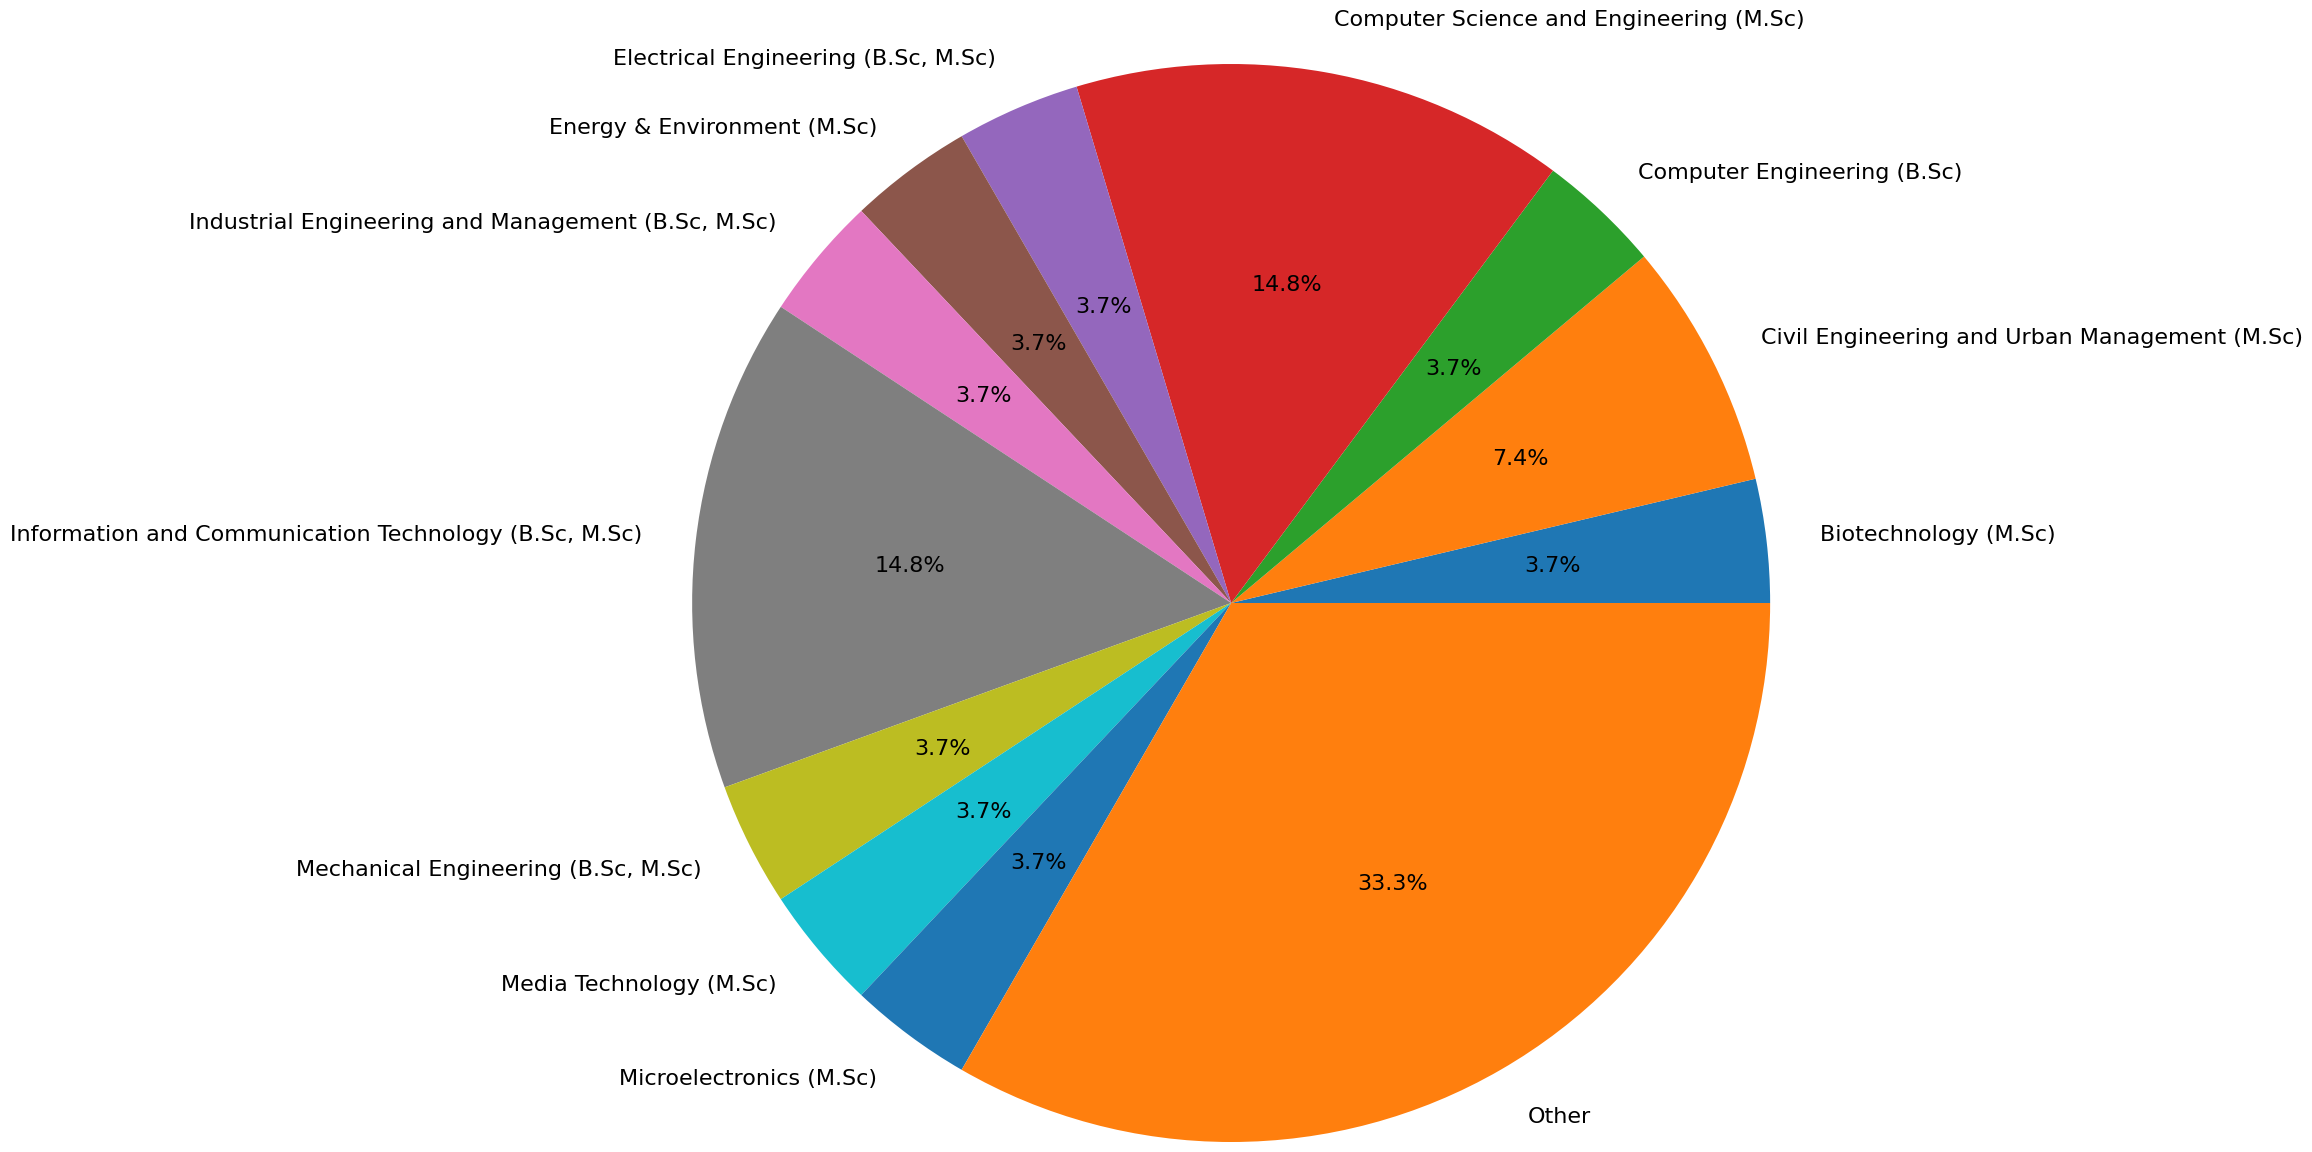 Computer Science and Engineering (M.Sc)
Electrical Engineering (B.Sc, M.Sc)
Energy & Environment (M.Sc)
Computer Engineering (B.Sc)
Industrial Engineering and Management (B.Sc, M.Sc)
14.8%
3.7%
Civil Engineering and Urban Management (M.Sc)
3.7%
3.7%
3.7%
7.4%
Information and Communication Technology (B.Sc, M.Sc)
Biotechnology (M.Sc)
14.8%
3.7%
3.7%
3.7%
Mechanical Engineering (B.Sc, M.Sc)
3.7%
33.3%
Media Technology (M.Sc)
Microelectronics (M.Sc)
Other